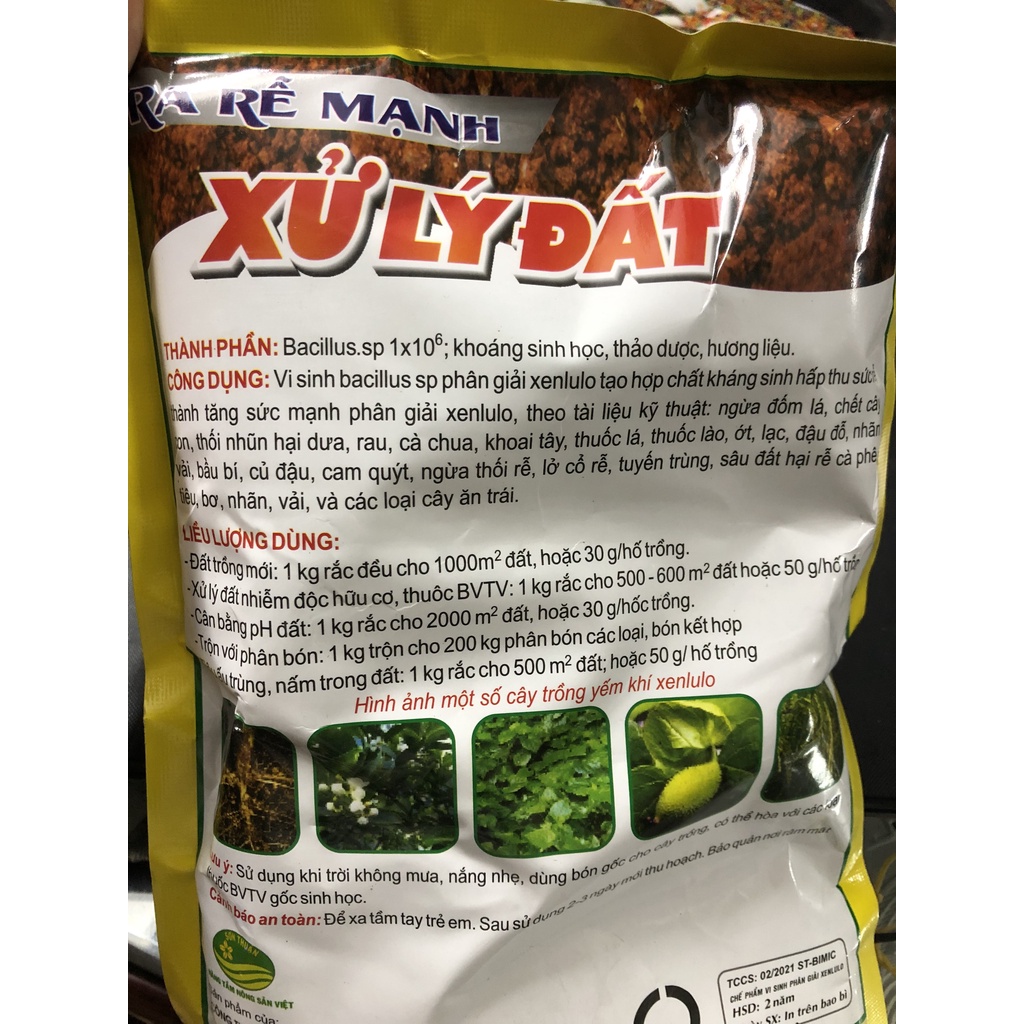 RA RỄ MẠNH
XỬ LÝ ĐẤT
THÀNH PHẦN: Bacillus.sp 1x10⁶; khoáng sinh học, thảo dược, hương liệu.
CÔNG DỤNG: Vi sinh bacillus sp phân giải xenlulo tạo hợp chất kháng sinh hấp thu
thành tăng sức mạnh phân giải xenlulo, theo tài liệu kỹ thuật: ngừa đốm lá, chết
con, thối nhũn hại dưa, rau, cà chua, khoai tây, thuốc lá, thuốc lào, ớt, lạc, đậu đỗ, nhãn
vải, bầu bí, củ đậu, cam quýt, ngừa thối rễ, lở cổ rễ, tuyến trùng, sâu đất hại rễ cà phê
tiêu, bơ, nhãn, vải, và các loại cây ăn trái.
LIỀU LƯỢNG DÙNG:
-Đất trồng mới: 1 kg rắc đều cho 1000m² đất, hoặc 30 g/hố trồng.
-Xử lý đất nhiễm độc hữu cơ, thuôc BVTV: 1 kg rắc cho 500 - 600 m² đất hoặc 50 g/hố
-Cân bằng pH đất: 1 kg rắc cho 2000 m² đất, hoặc 30 g/hốc trồng.
-Trộn với phân bón: 1 kg trộn cho 200 kg phân bón các loại, bón kết hợp
trùng, nấm trong đất: 1 kg rắc cho 500 m² đất; hoặc 50 g/ hố trồng
Hình ảnh một số cây trồng yếm khí xenlulo
Lưu ý: Sử dụng khi trời không mưa, nắng nhẹ, dùng bón gốc cho cây trồng, có thể hòa với các
thuốc BVTV gốc sinh học.
Cảnh báo an toàn: Để xa tầm tay trẻ em. Sau sử dụng 2-3 ngày mới thu hoạch. Bảo quản nơi râm mát
SƠN THUẬN
NÂNG TẦM NÔNG SẢN VIỆT
Sản phẩm của:
TCCS: 02/2021 ST-BIMIC
CHẾ PHẨM VI SINH PHÂN GIẢI XENLULO
HSD: 2 năm
SX: In trên bao bì